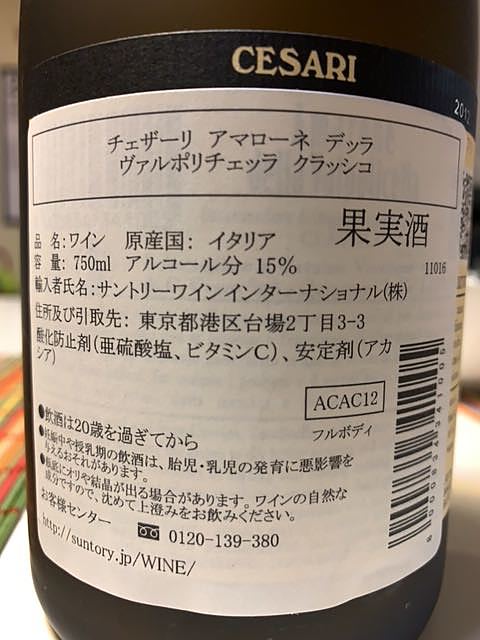 CESARI
チェザーリ アマローネ デッラ
ヴァルポリチェッラ クラッシコ
果実酒
品 名:ワイン 原産国: イタリア
容 量: 750ml アルコール分 15%
11016
輸入者氏名:サントリーワインインターナショナル(株)
住所及び引取先: 東京都港区台場2丁目3-3
酸化防止剤(亜硫酸塩、ビタミンC)、安定剤(アカ
シア)
ACAC12
フルボディ
●飲酒は20歳を過ぎてから
●妊娠中や授乳期の飲酒は、胎児・乳児の発育に悪影響を
与えるおそれがあります。
●瓶底にオリや結晶が出る場合があります。ワインの自然な
成分ですので、沈めて上澄みをお飲みください。
お客様センター
0120-139-380
http://suntory.jp/WINE/